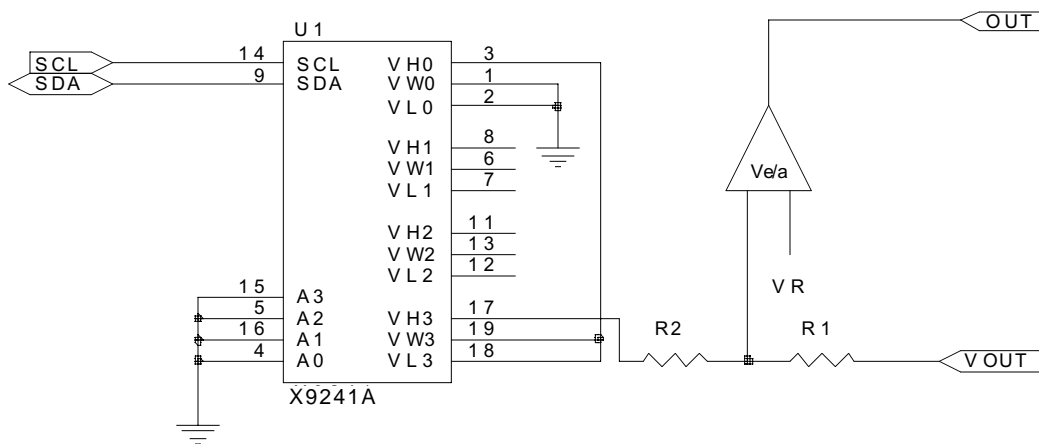 U1
OUT
14 SCL VH0 3
SCL
9 SDA VW0 1
SDA
VL0 2
VH1 8
VW1 6
VL1 7
Ve/a
VH2 11
VW2 13
VL2 12
VR
15 A3
5 A2 VH3 17
16 A1 VW3 19
4 A0 VL3 18
R2
R1
VOUT
X9241A